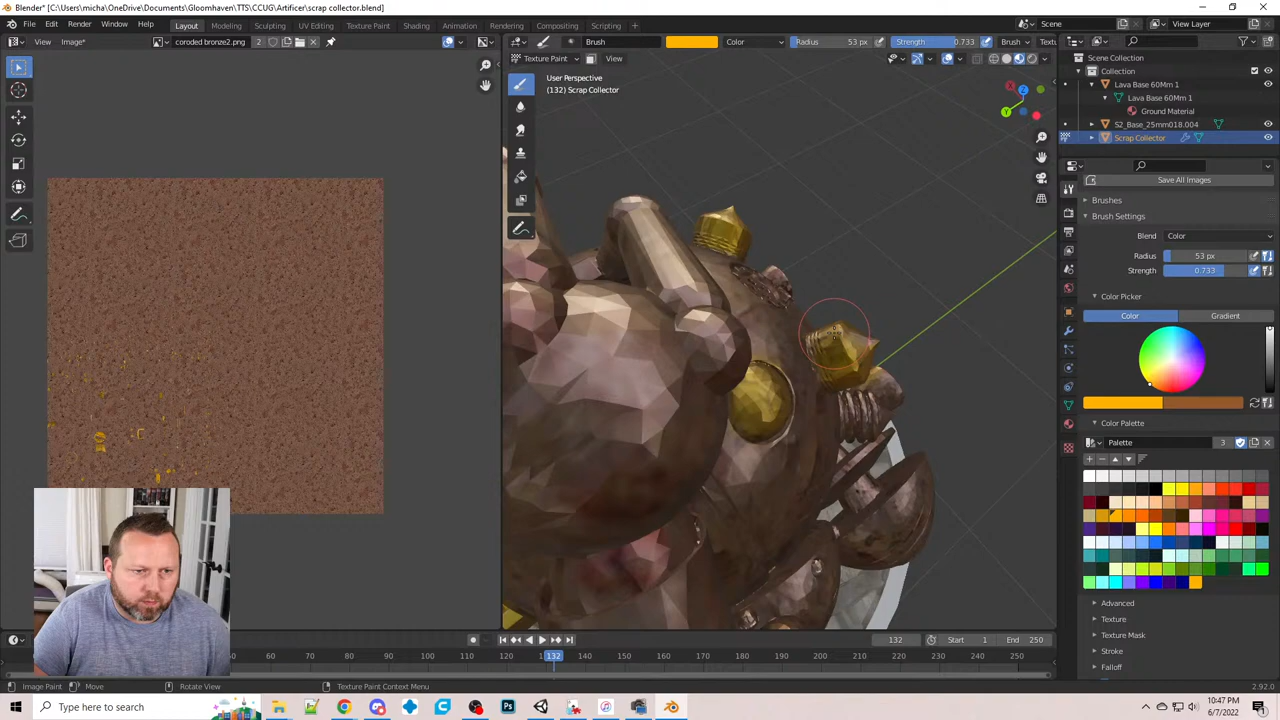 Blender* [C:\Users\micha\OneDrive\Documents\Gloomhaven\TTS\CCUG\Artificer\scrap collector.blend]
File Edit Render Window Help Layout Modeling Sculpting UV Editing Texture Paint Shading Animation Rendering Compositing Scripting + Scene View Layer
View Image* coroded bronze2.png 2 Brush Color Radius 53 px Strength 0.733 Brush Textu
Texture Paint View
User Perspective
(132) Scrap Collector
X
Y
Z
Scene Collection
Collection
Lava Base 60Mm 1
Lava Base 60Mm 1
Ground Material
S2_Base_25mm018.004
Scrap Collector
Save All Images
Brushes
Brush Settings
Blend Color
Radius 53 px
Strength 0.733
Color Picker
Color Gradient
Color Palette
Palette 3
Advanced
Texture
Texture Mask
Stroke
Falloff
132 Start 1 End 250
50 60 70 80 90 100 110 120 132 140 150 160 170 180 190 200 210 220 230 240 250
Image Paint Move Rotate View Texture Paint Context Menu 2.92.0
Type here to search
10:47 PM
6/7/2022